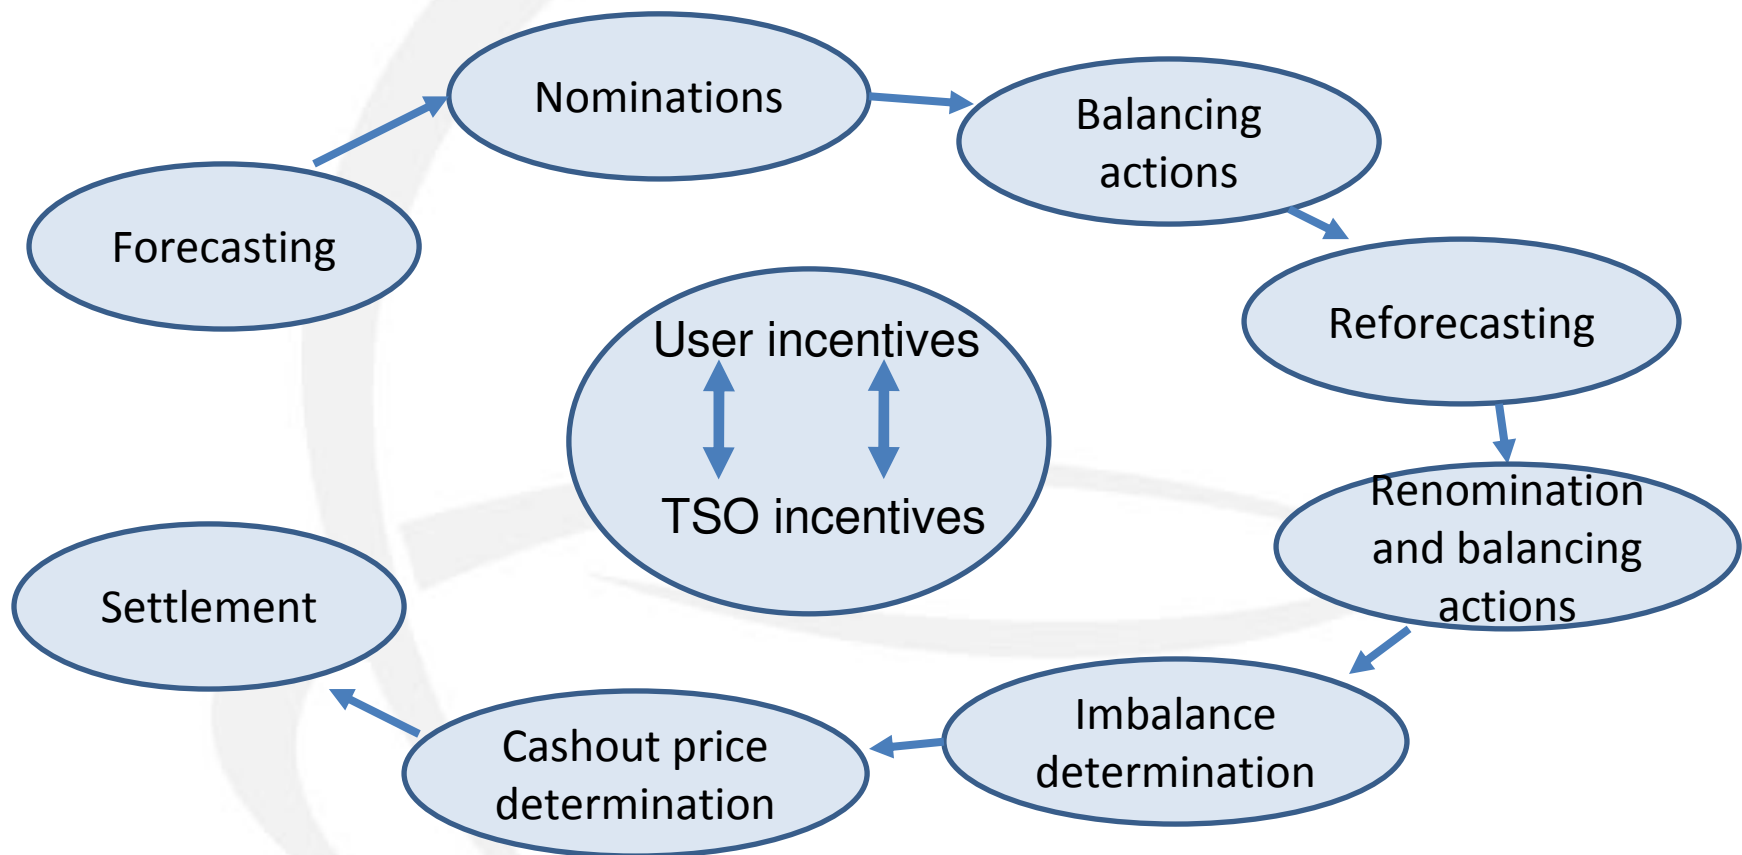 Nominations
Balancing
actions
Forecasting
Reforecasting
User incentives
TSO incentives
Renomination
and balancing
actions
Settlement
Imbalance
determination
Cashout price
determination